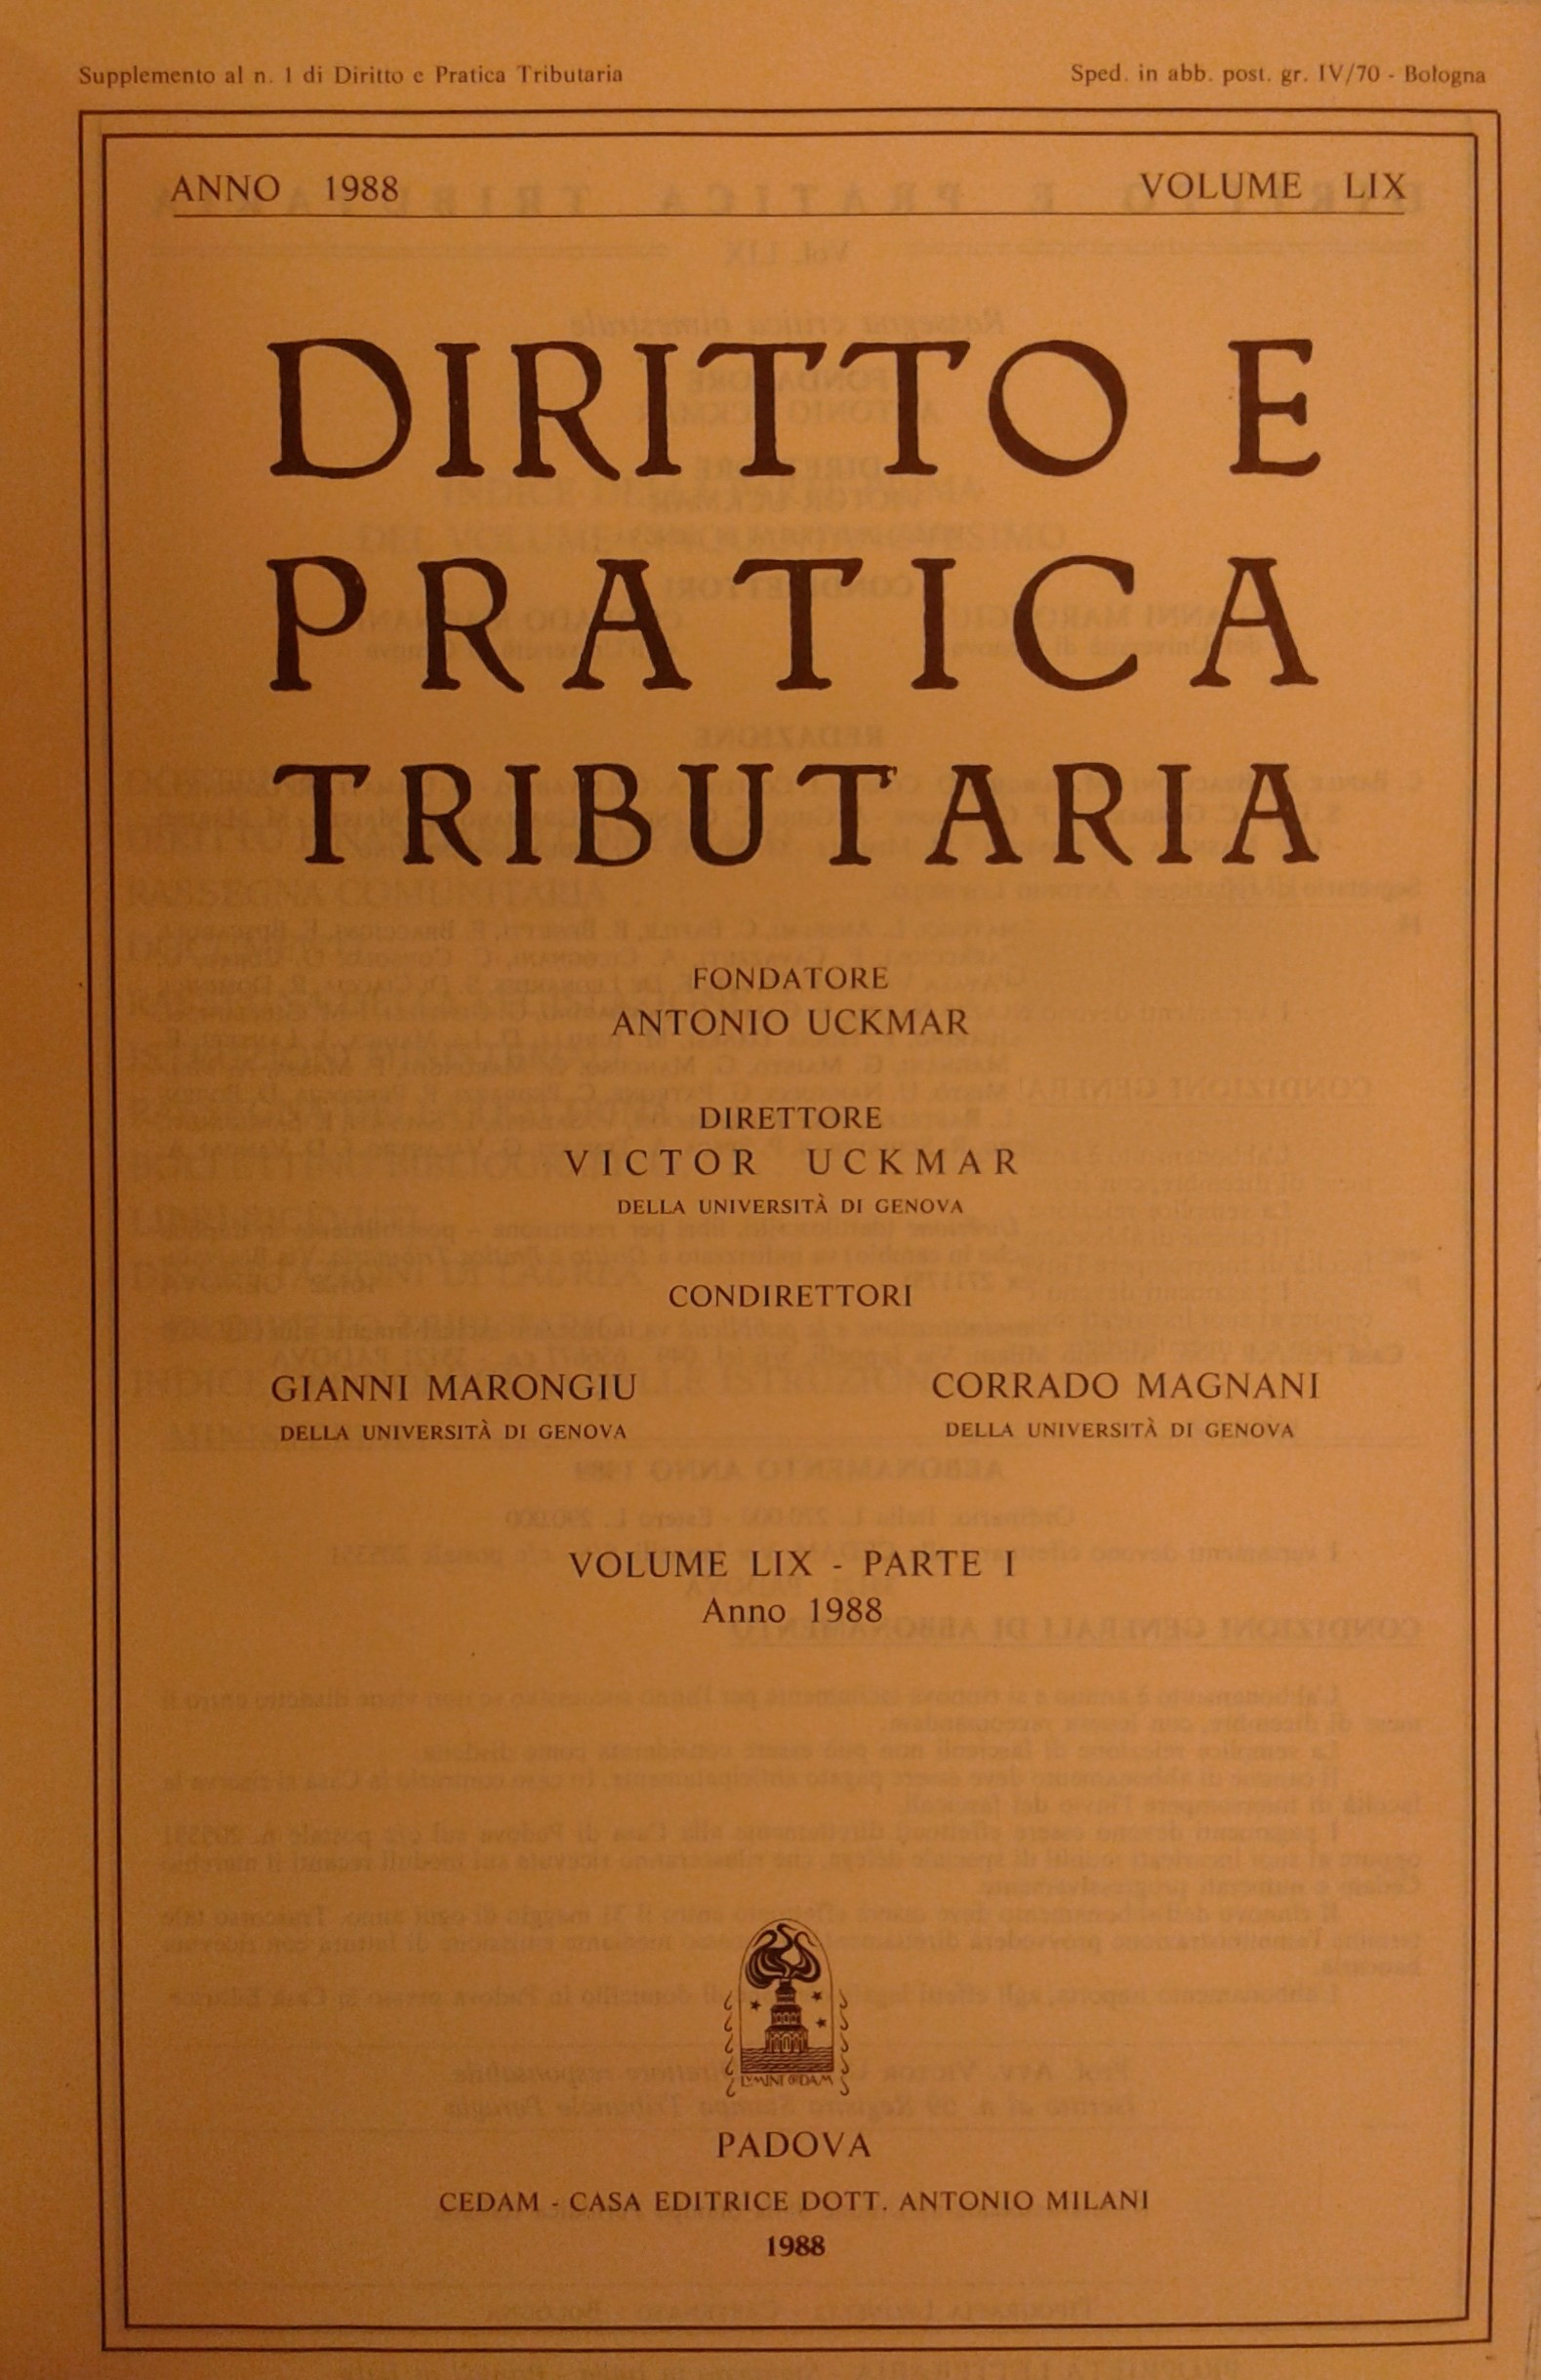 Supplemento al n. 1 di Diritto e Pratica Tributaria
Sped. in abb. post. gr. IV/70 - Bologna
ANNO 1988
VOLUME LIX
DIRITTO E
PRATICA
TRIBUTARIA
FONDATORE
ANTONIO UCKMAR
DIRETTORE
VICTOR UCKMAR
DELLA UNIVERSITÀ DI GENOVA
CONDIRETTORI
GIANNI MARONGIU
DELLA UNIVERSITÀ DI GENOVA
CORRADO MAGNANI
DELLA UNIVERSITÀ DI GENOVA
VOLUME LIX - PARTE I
Anno 1988
PADOVA
CEDAM - CASA EDITRICE DOTT. ANTONIO MILANI
1988